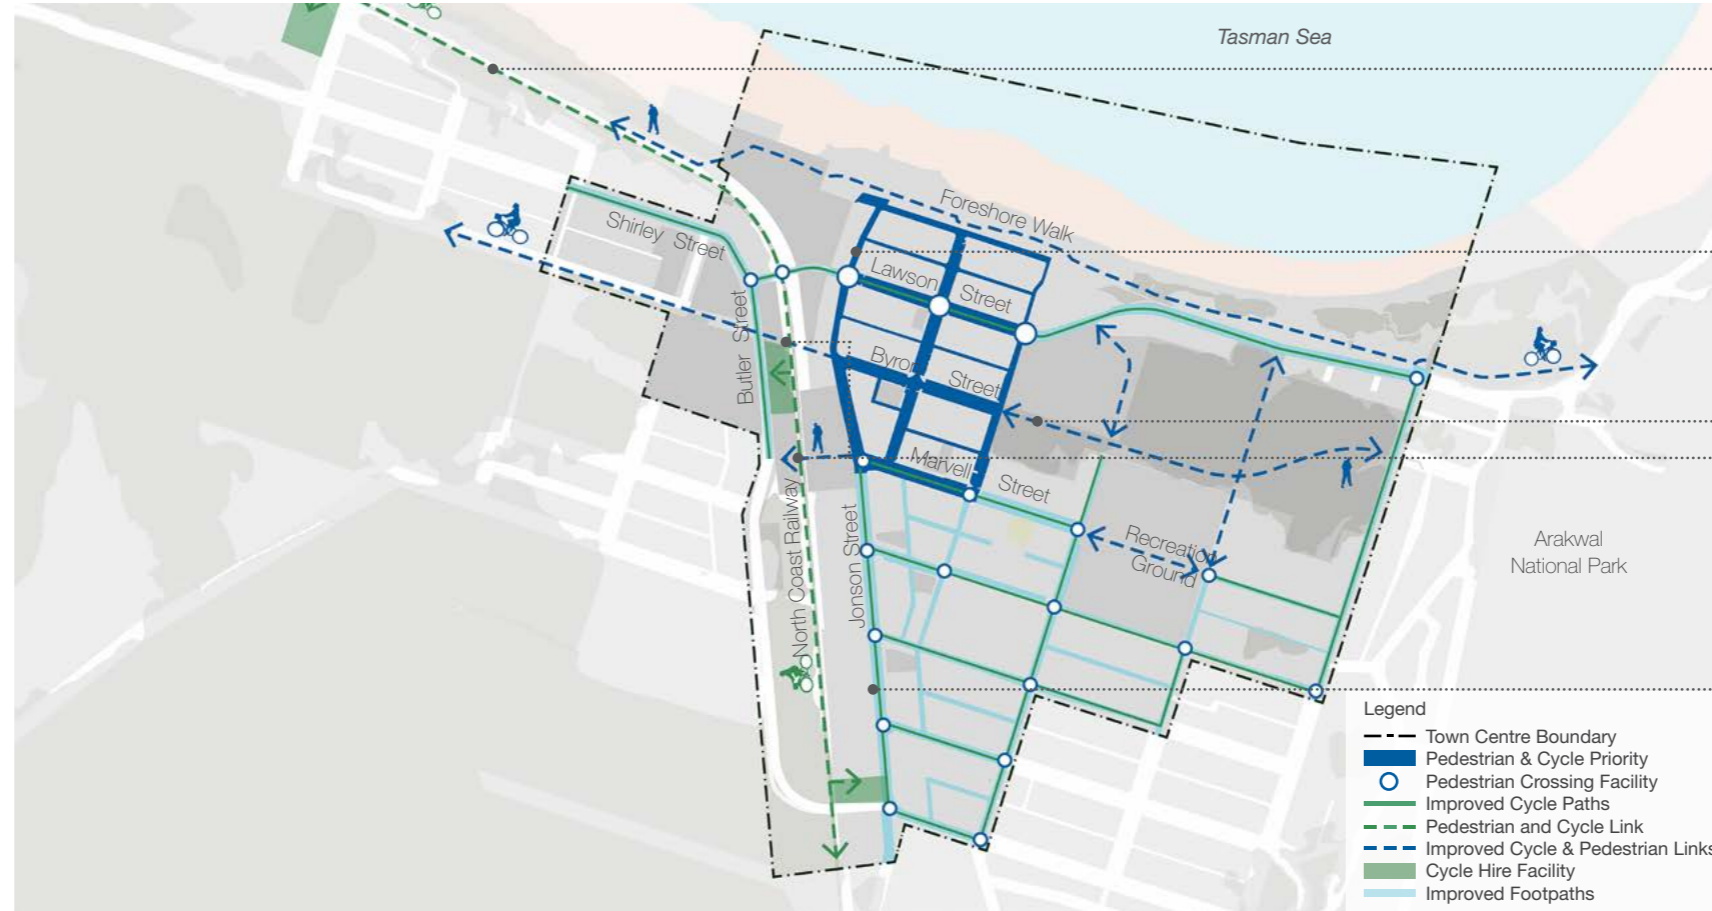 Tasman Sea
Foreshore Walk
Shirley Street
Lawson Street
Butler Street
Byron Street
Marvell Street
North Coast Railway
Jonson Street
Recreation
Ground
Arakwal
National Park
Legend
Town Centre Boundary
Pedestrian & Cycle Priority
Pedestrian Crossing Facility
Improved Cycle Paths
Pedestrian and Cycle Link
Improved Cycle & Pedestrian Links
Cycle Hire Facility
Improved Footpaths